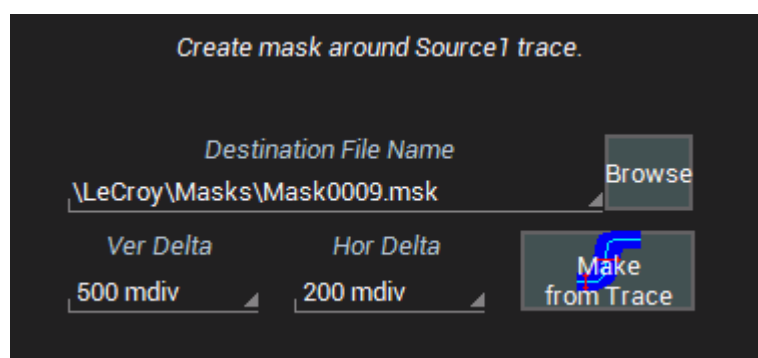 Create mask around Source1 trace.
Destination File Name
\LeCroy\Masks\Mask0009.msk
Browse
Ver Delta
Hor Delta
500 mdiv
200 mdiv
Make
from Trace